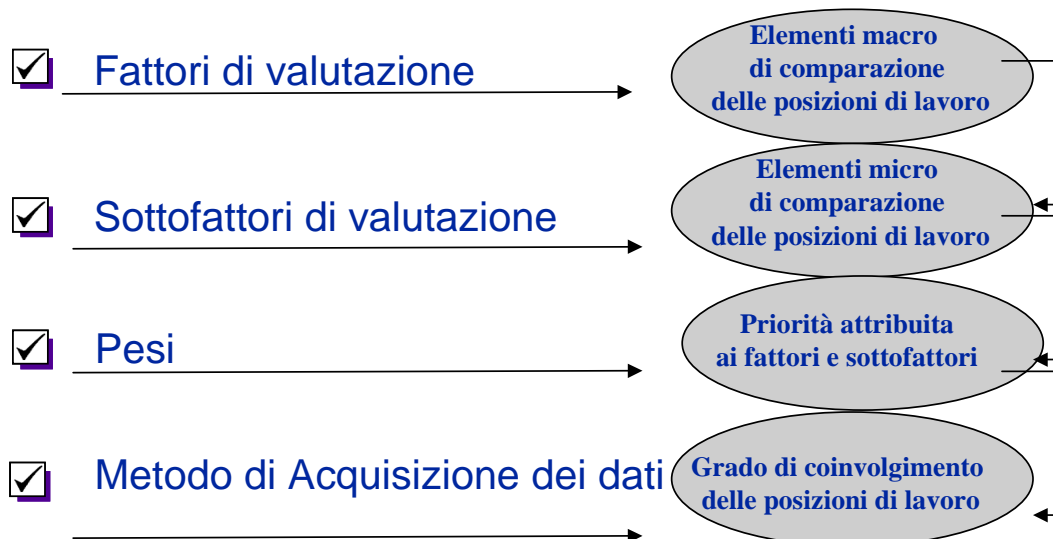 Fattori di valutazione
Elementi macro
di comparazione
delle posizioni di lavoro
Sottofattori di valutazione
Elementi micro
di comparazione
delle posizioni di lavoro
Pesi
Priorità attribuita
ai fattori e sottofattori
Metodo di Acquisizione dei dati
Grado di coinvolgimento
delle posizioni di lavoro